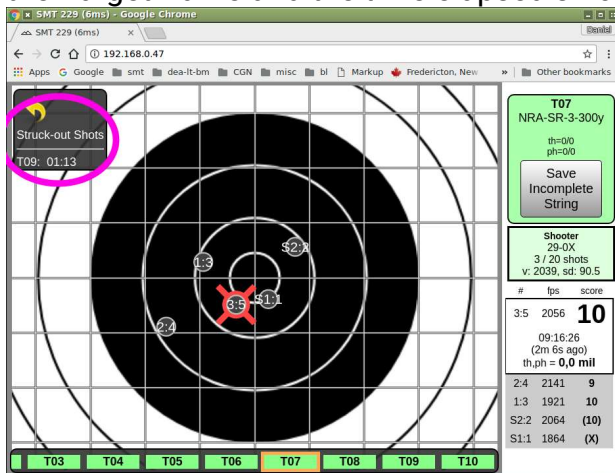 SMT 229 (6ms) - Google Chrome
SMT 229 (6ms)
Daniel
192.168.0.47
Apps Google smt dea-lt-bm CGN misc bl Markup Fredericton, New » Other bookmarks
Struck-out Shots
T09: 01:13
S2:2
1:3
3:5
S1:1
2:4
T07
NRA-SR-3-300y
th=0/0
ph=0/0
Save
Incomplete
String
Shooter
29-0X
3 / 20 shots
v: 2039, sd: 90.5
# fps score
3:5 2056 10
09:16:26
(2m 6s ago)
th,ph = 0,0 mil
2:4 2141 9
1:3 1921 10
S2:2 2064 (10)
S1:1 1864 (X)
T03 T04 T05 T06 T07 T08 T09 T10